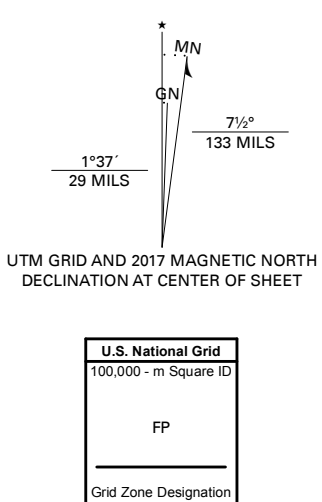 ★
MN
GN
7½°
133 MILS
1°37´
29 MILS
UTM GRID AND 2017 MAGNETIC NORTH
DECLINATION AT CENTER OF SHEET
U.S. National Grid
100,000 - m Square ID
FP
Grid Zone Designation